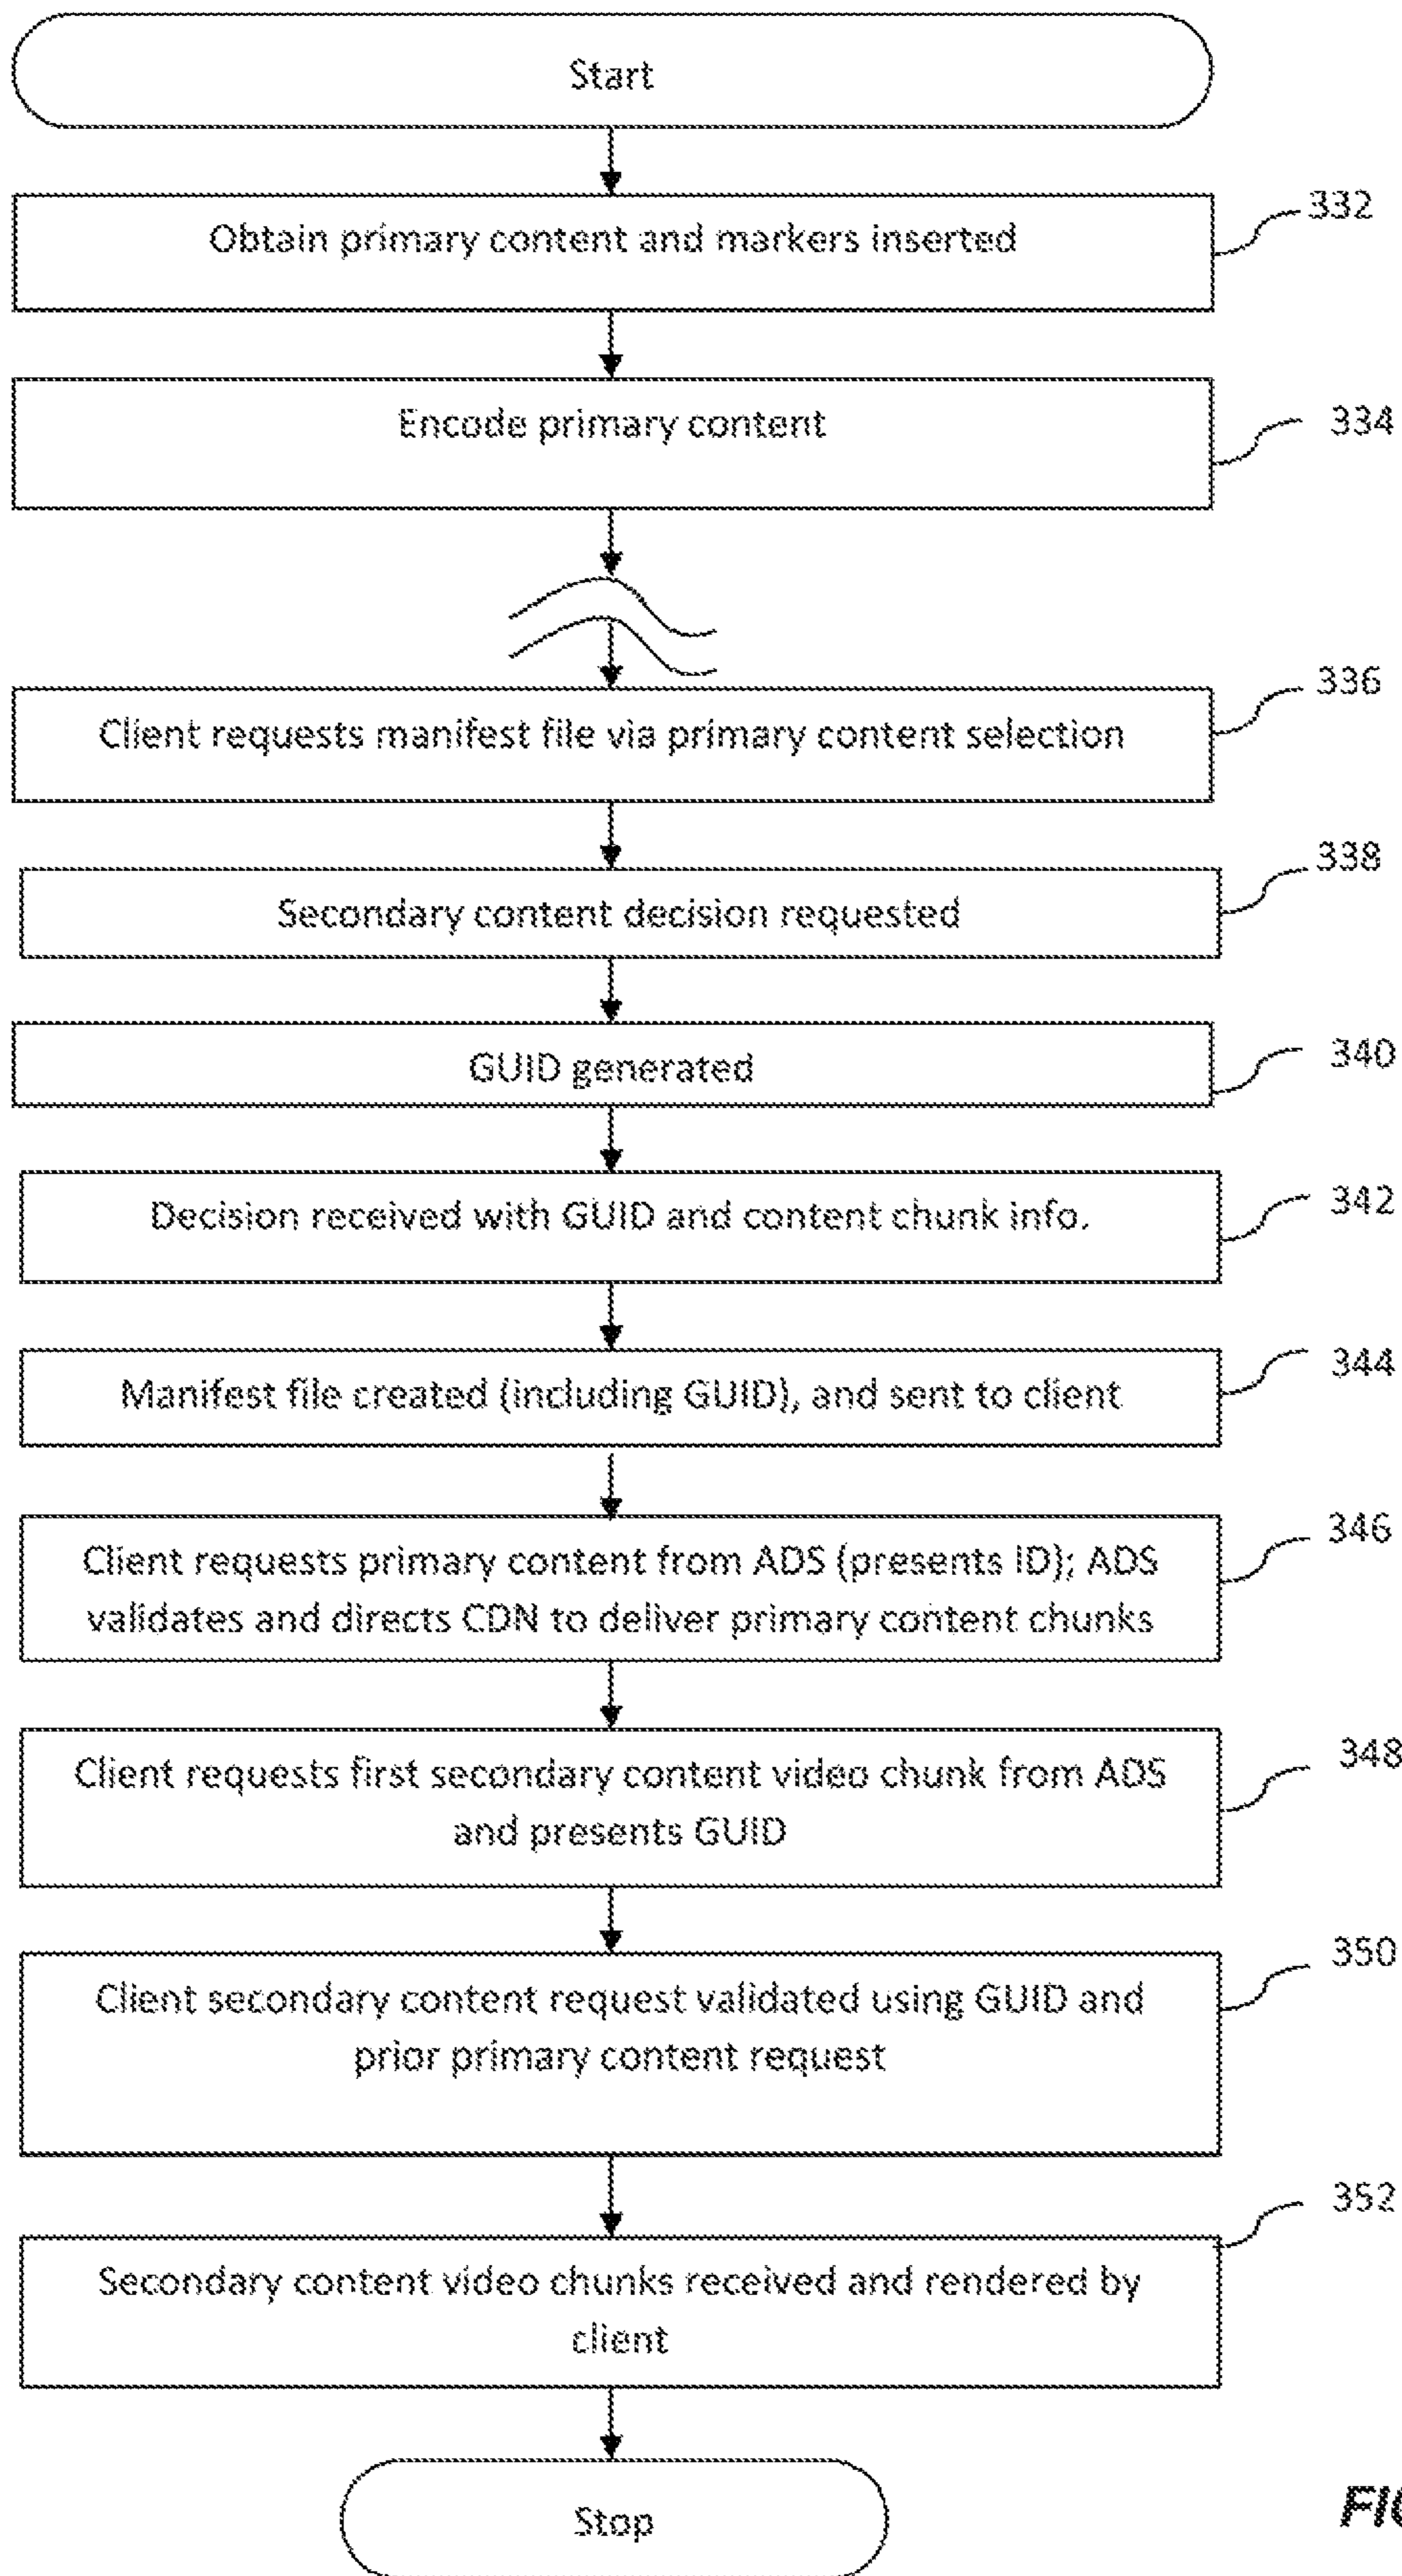 Start
Obtain primary content and markers inserted
332
Encode primary content
334
Client requests manifest file via primary content selection
336
Secondary content decision requested
338
GUID generated
340
Decision received with GUID and content chunk info.
342
Manifest file created (including GUID), and sent to client
344
Client requests primary content from ADS (presents ID); ADS
validates and directs CDN to deliver primary content chunks
346
Client requests first secondary content video chunk from ADS
and presents GUID
348
Client secondary content request validated using GUID and
prior primary content request
350
Secondary content video chunks received and rendered by
client
352
Stop